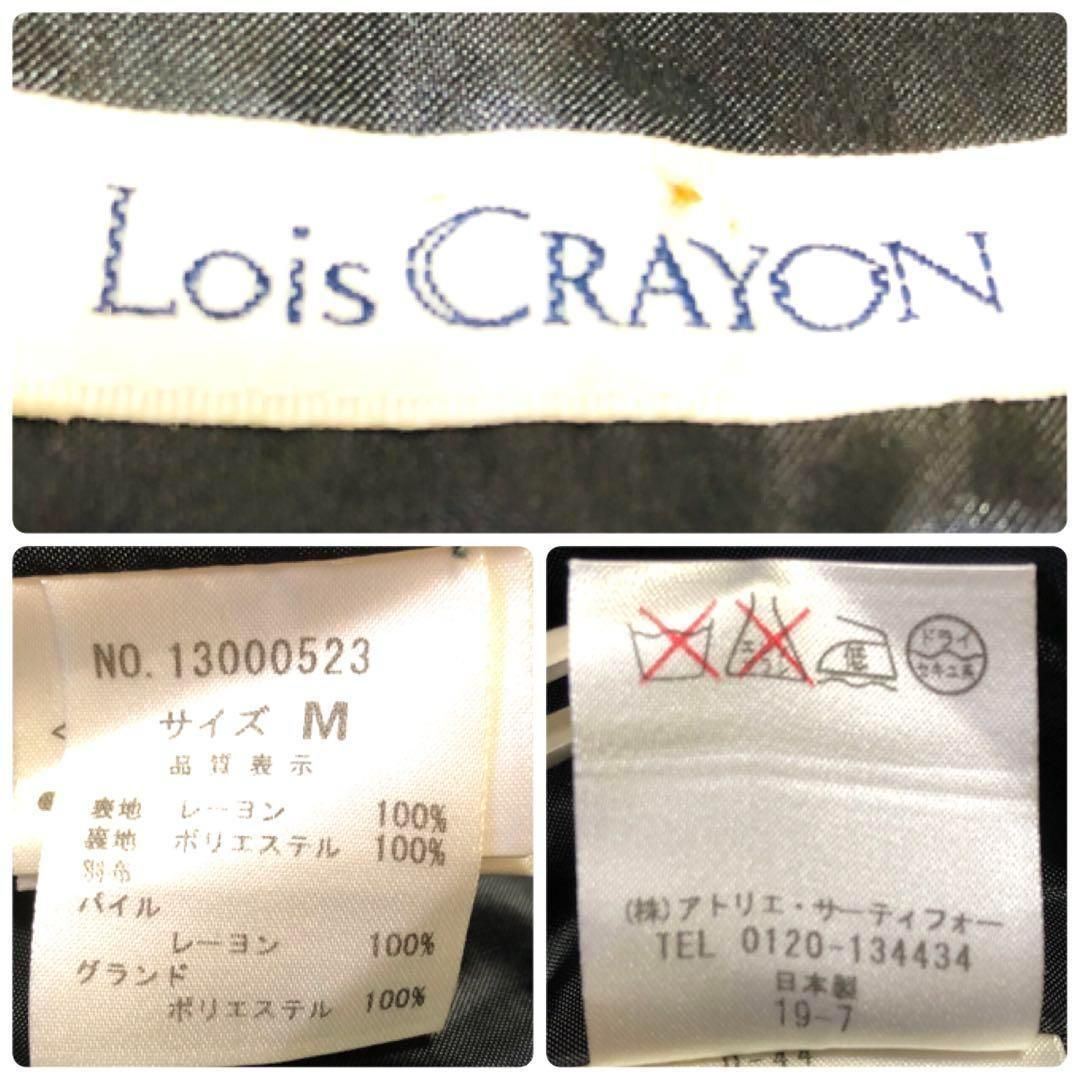 Lois CRAYON
NO. 13000523
サイズ M
品質表示
表地 レーヨン 100%
裏地 ポリエステル 100%
別布
パイル
レーヨン 100%
グランド
ポリエステル 100%
エンソ
低
ドライ
セキユ系
(株)アトリエ・サーティフォー
TEL 0120-134434
日本製
19-7